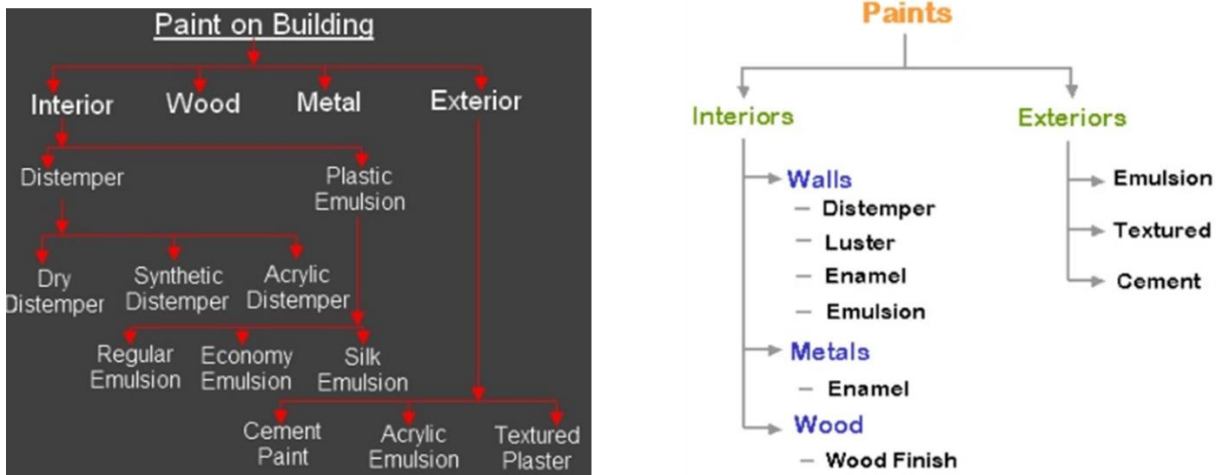 Paint on Building
Interior Wood Metal Exterior
Distemper
Plastic
Emulsion
Dry
Distemper
Synthetic
Distemper
Acrylic
Distemper
Regular
Emulsion
Economy
Emulsion
Silk
Emulsion
Cement
Paint
Acrylic
Emulsion
Textured
Plaster
Paints
Interiors
Walls
– Distemper
– Luster
– Enamel
– Emulsion
Metals
– Enamel
Wood
– Wood Finish
Exteriors
Emulsion
Textured
Cement